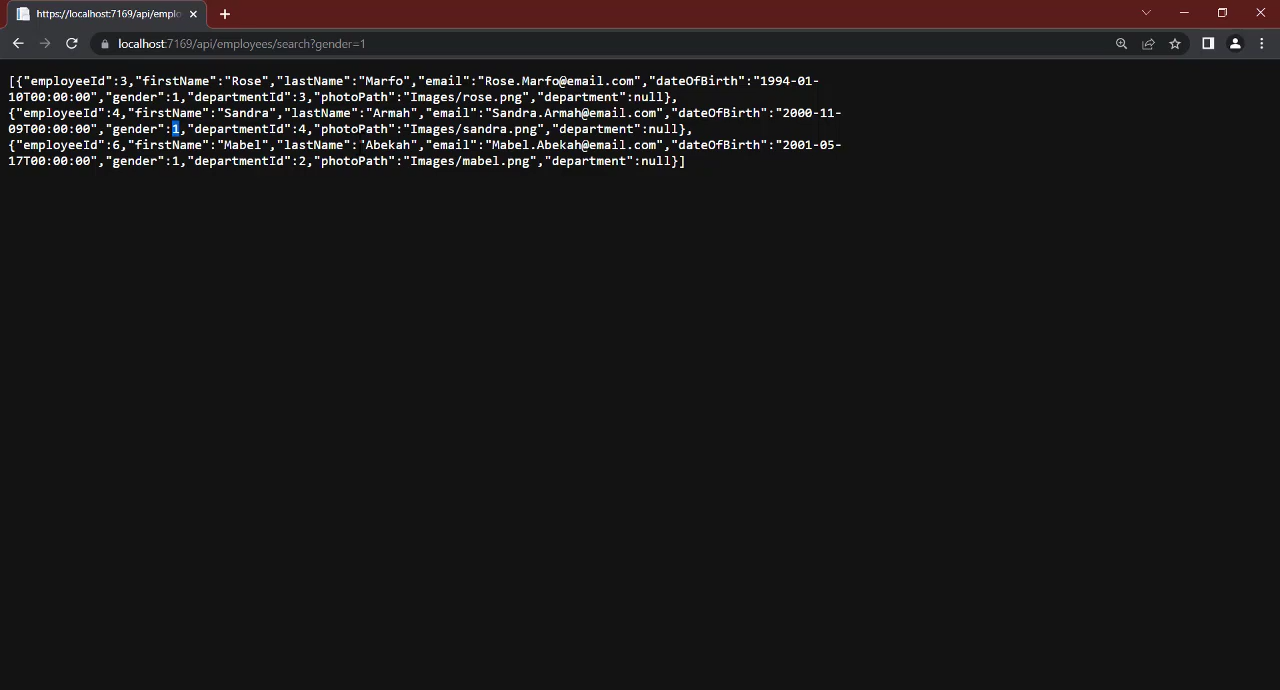 https://localhost:7169/api/emplo
localhost:7169/api/employees/search?gender=1
[{"employeeId":3,"firstName":"Rose","lastName":"Marfo","email":"Rose.Marfo@email.com","dateOfBirth":"1994-01-
10T00:00:00","gender":1,"departmentId":3,"photoPath":"Images/rose.png","department":null},
{"employeeId":4,"firstName":"Sandra","lastName":"Armah","email":"Sandra.Armah@email.com","dateOfBirth":"2000-11-
09T00:00:00","gender":1,"departmentId":4,"photoPath":"Images/sandra.png","department":null},
{"employeeId":6,"firstName":"Mabel","lastName":"Abekah","email":"Mabel.Abekah@email.com","dateOfBirth":"2001-05-
17T00:00:00","gender":1,"departmentId":2,"photoPath":"Images/mabel.png","department":null}]